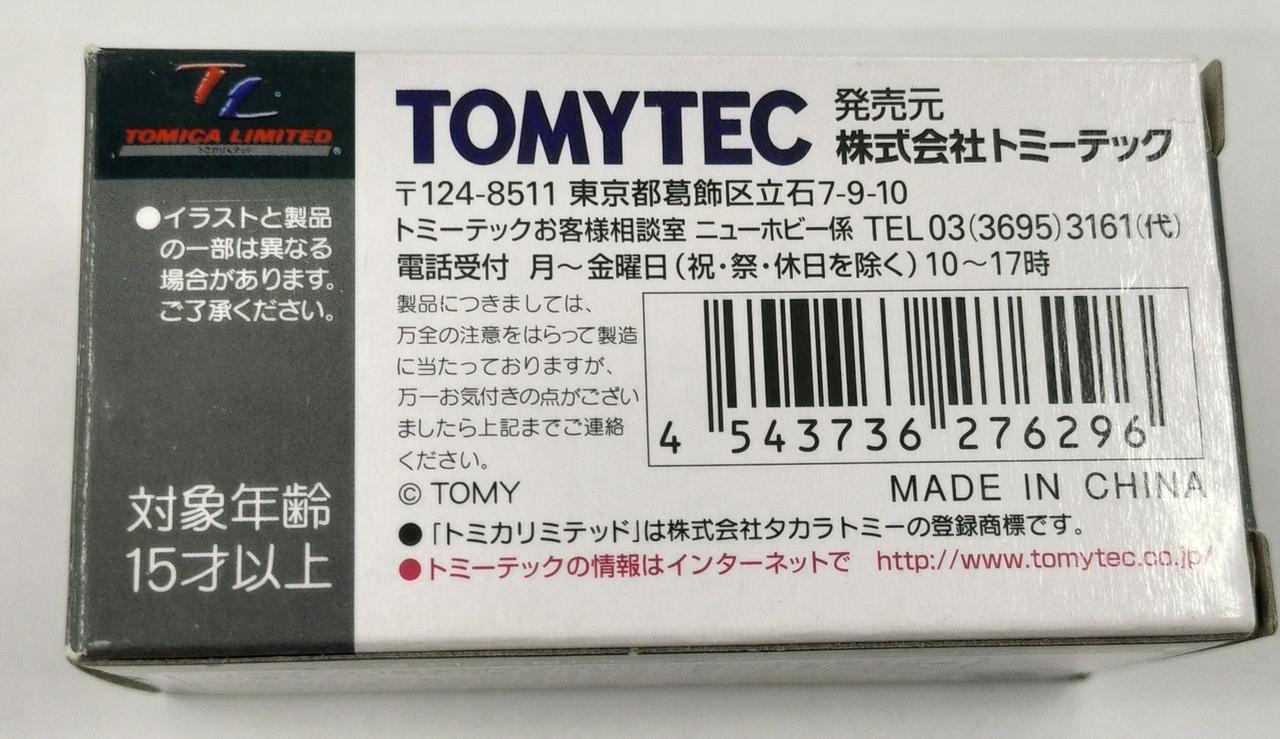 TL
TOMICA LIMITED
トミカリミテッド ®
●イラストと製品
の一部は異なる
場合があります。
ご了承ください。
対象年齢
15才以上
TOMYTEC 発売元
株式会社トミーテック
〒124-8511 東京都葛飾区立石7-9-10
トミーテックお客様相談室 ニューホビー係 TEL 03(3695)3161(代)
電話受付 月〜金曜日(祝・祭・休日を除く)10〜17時
製品につきましては、
万全の注意をはらって製造
に当たっておりますが、
万一お気付きの点がござい
ましたら上記までご連絡
ください。
4 543736 276296
© TOMY MADE IN CHINA
●「トミカリミテッド」は株式会社タカラトミーの登録商標です。
●トミーテックの情報はインターネットで http://www.tomytec.co.jp/